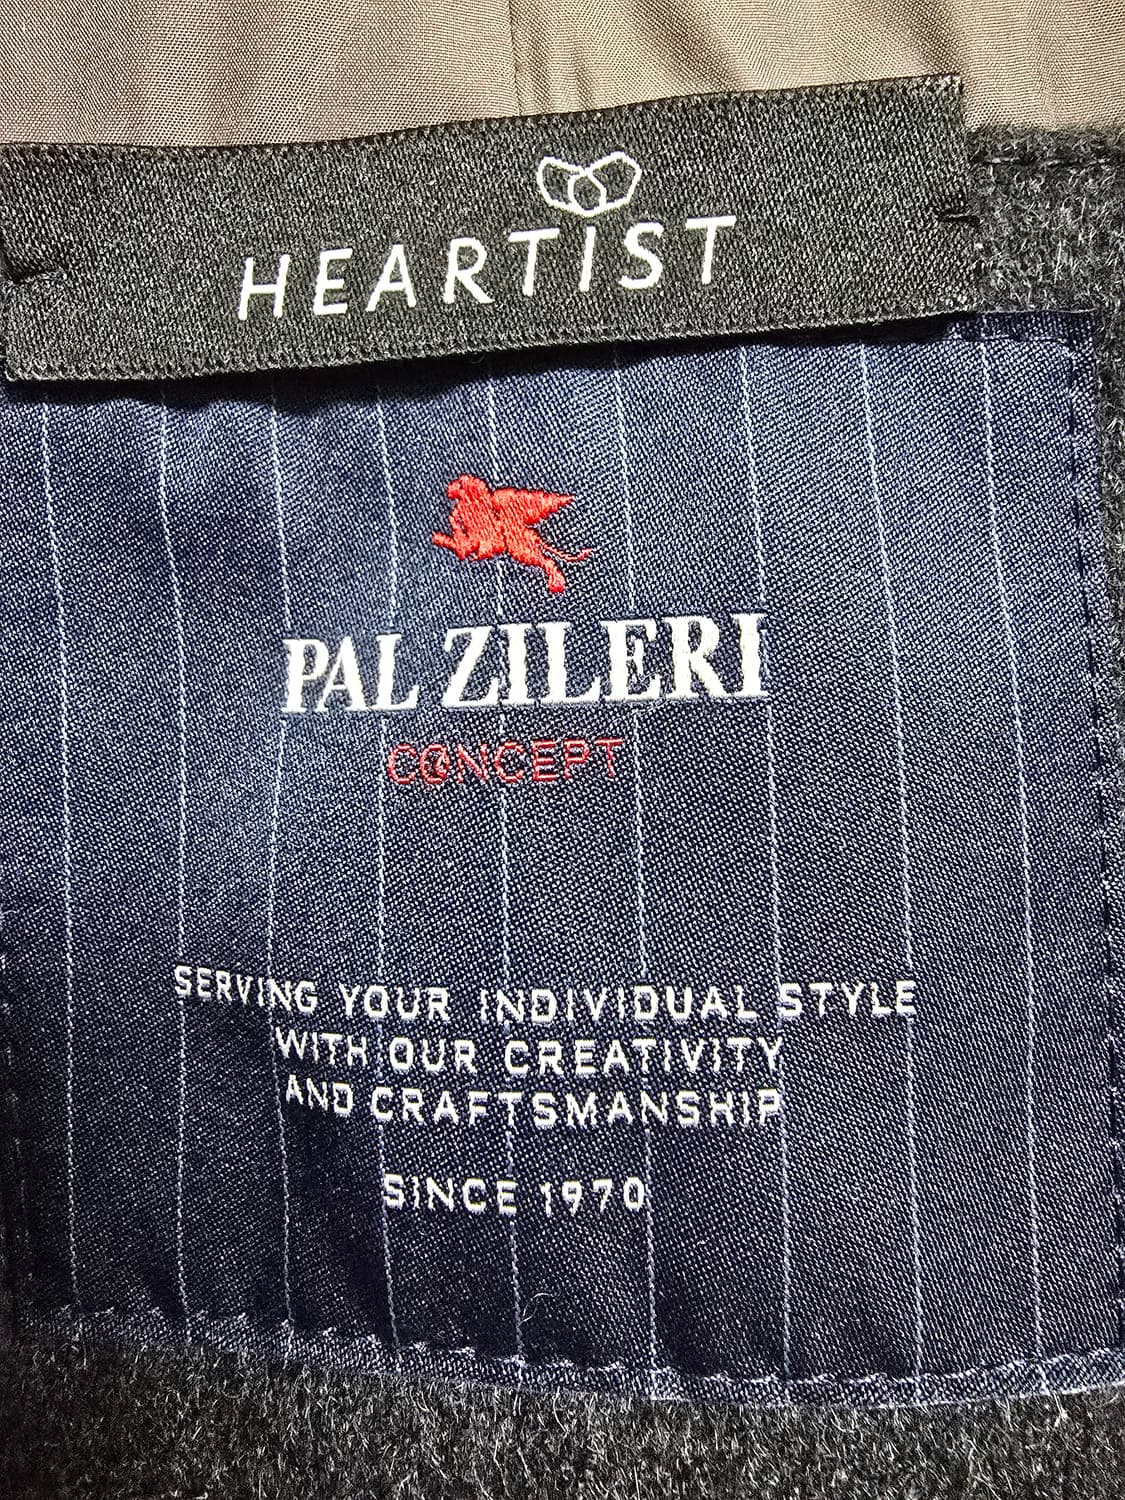 HEARTIST
PAL ZILERI
CONCEPT
SERVING YOUR INDIVIDUAL STYLE
WITH OUR CREATIVITY
AND CRAFTSMANSHIP
SINCE 1970